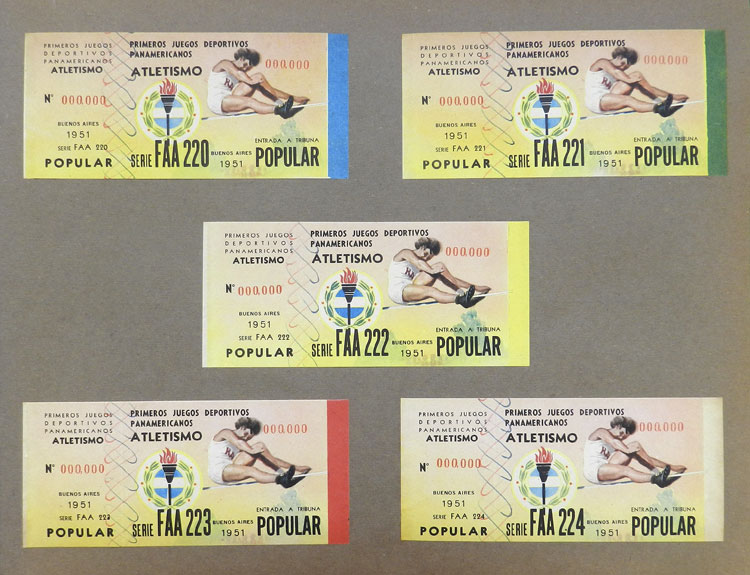 PRIMEROS JUEGOS
DEPORTIVOS
PANAMERICANOS
ATLETISMO
Nº 000.000
BUENOS AIRES
1951
SERIE FAA 220
POPULAR
PRIMEROS JUEGOS DEPORTIVOS
PANAMERICANOS
ATLETISMO
000.000
ENTRADA A TRIBUNA
SERIE FAA 220 BUENOS AIRES 1951 POPULAR
PRIMEROS JUEGOS
DEPORTIVOS
PANAMERICANOS
ATLETISMO
Nº 000.000
BUENOS AIRES
1951
SERIE FAA 221
POPULAR
PRIMEROS JUEGOS DEPORTIVOS
PANAMERICANOS
ATLETISMO
000.000
ENTRADA A TRIBUNA
SERIE FAA 221 BUENOS AIRES 1951 POPULAR
PRIMEROS JUEGOS
DEPORTIVOS
PANAMERICANOS
ATLETISMO
Nº 000.000
BUENOS AIRES
1951
SERIE FAA 222
POPULAR
PRIMEROS JUEGOS DEPORTIVOS
PANAMERICANOS
ATLETISMO
000.000
ENTRADA A TRIBUNA
SERIE FAA 222 BUENOS AIRES 1951 POPULAR
PRIMEROS JUEGOS
DEPORTIVOS
PANAMERICANOS
ATLETISMO
Nº 000.000
BUENOS AIRES
1951
SERIE FAA 223
POPULAR
PRIMEROS JUEGOS DEPORTIVOS
PANAMERICANOS
ATLETISMO
000.000
ENTRADA A TRIBUNA
SERIE FAA 223 BUENOS AIRES 1951 POPULAR
PRIMEROS JUEGOS
DEPORTIVOS
PANAMERICANOS
ATLETISMO
Nº 000.000
BUENOS AIRES
1951
SERIE FAA 224
POPULAR
PRIMEROS JUEGOS DEPORTIVOS
PANAMERICANOS
ATLETISMO
000.000
ENTRADA A TRIBUNA
SERIE FAA 224 BUENOS AIRES 1951 POPULAR